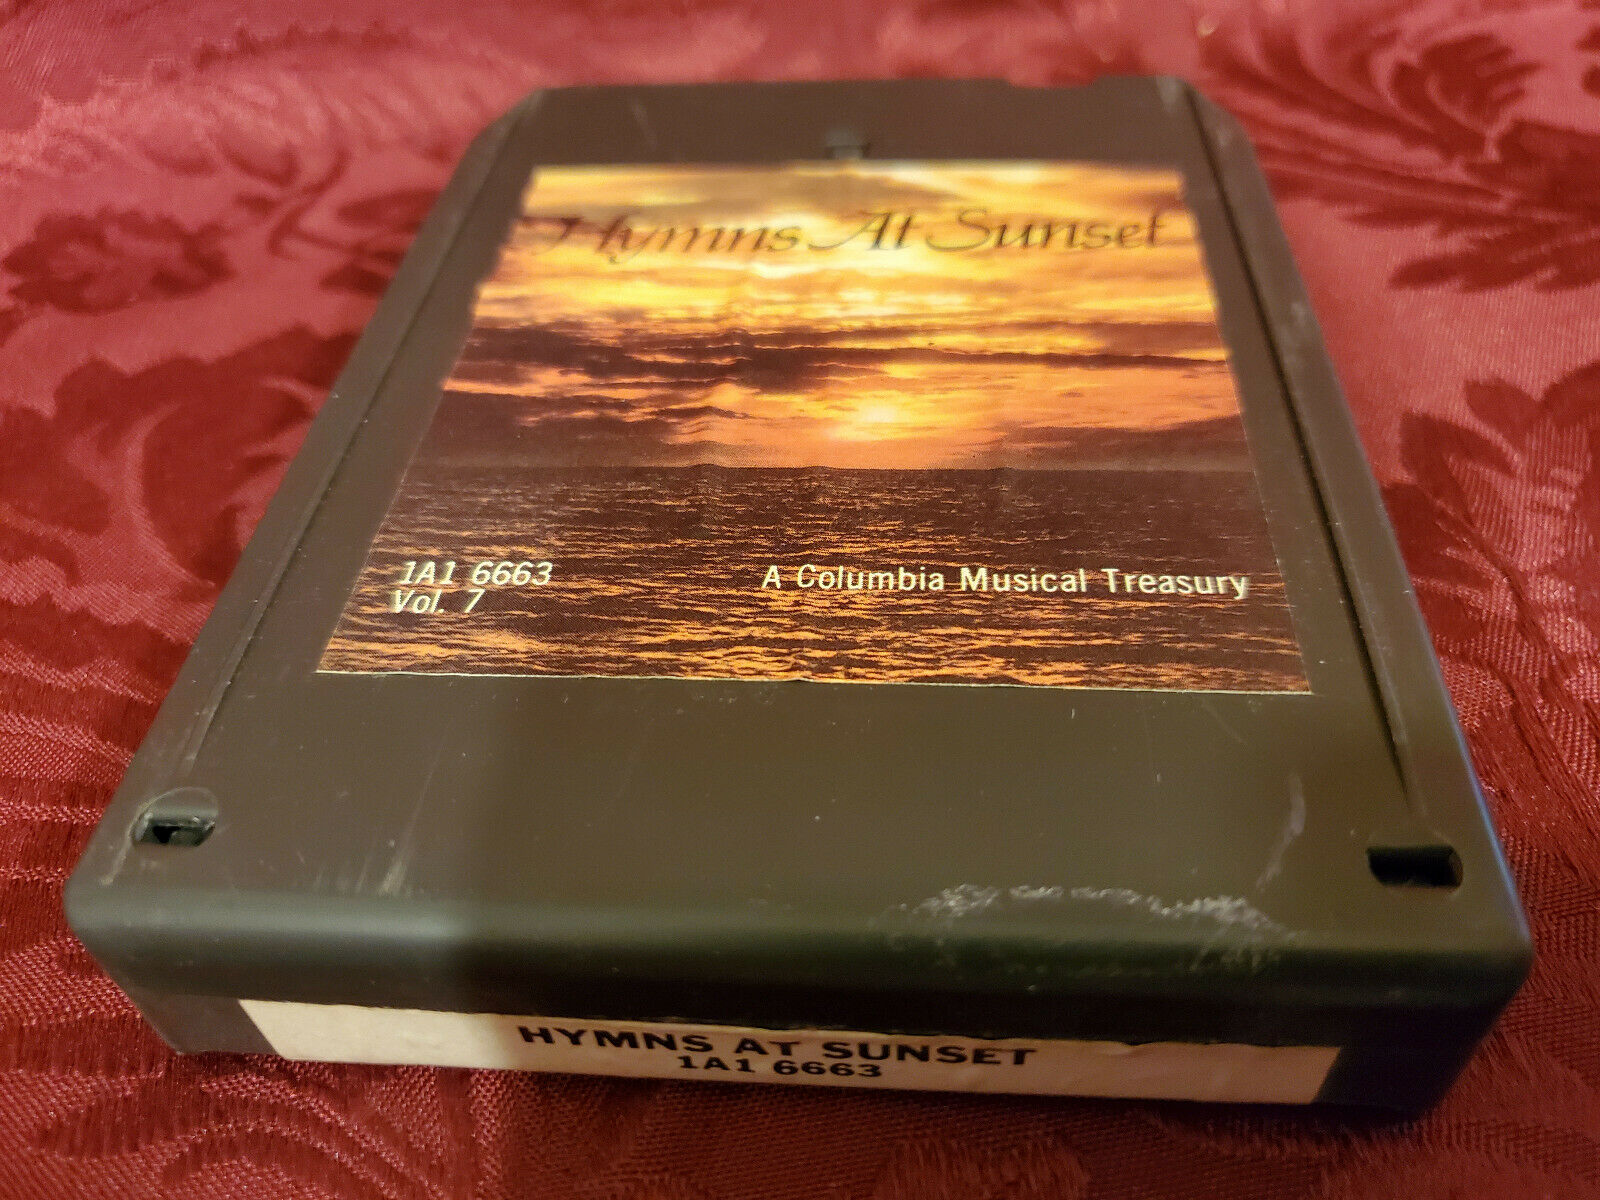 Hymns At Sunset
1A1 6663
Vol. 7
A Columbia Musical Treasury
HYMNS AT SUNSET
1A1 6663